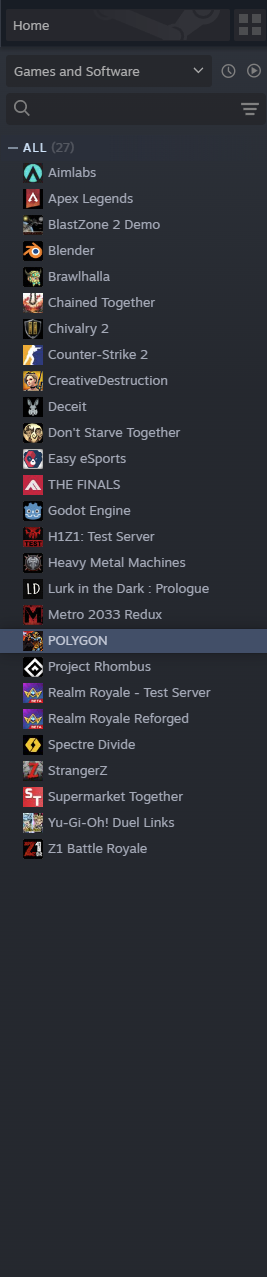 Home
Games and Software
ALL (27)
Aimlabs
Apex Legends
BlastZone 2 Demo
Blender
Brawlhalla
Chained Together
Chivalry 2
Counter-Strike 2
CreativeDestruction
Deceit
Don't Starve Together
Easy eSports
THE FINALS
Godot Engine
H1Z1: Test Server
Heavy Metal Machines
LD Lurk in the Dark : Prologue
Metro 2033 Redux
POLYGON
Project Rhombus
Realm Royale - Test Server
Realm Royale Reforged
Spectre Divide
StrangerZ
ST Supermarket Together
Yu-Gi-Oh! Duel Links
Z1 Z1 Battle Royale